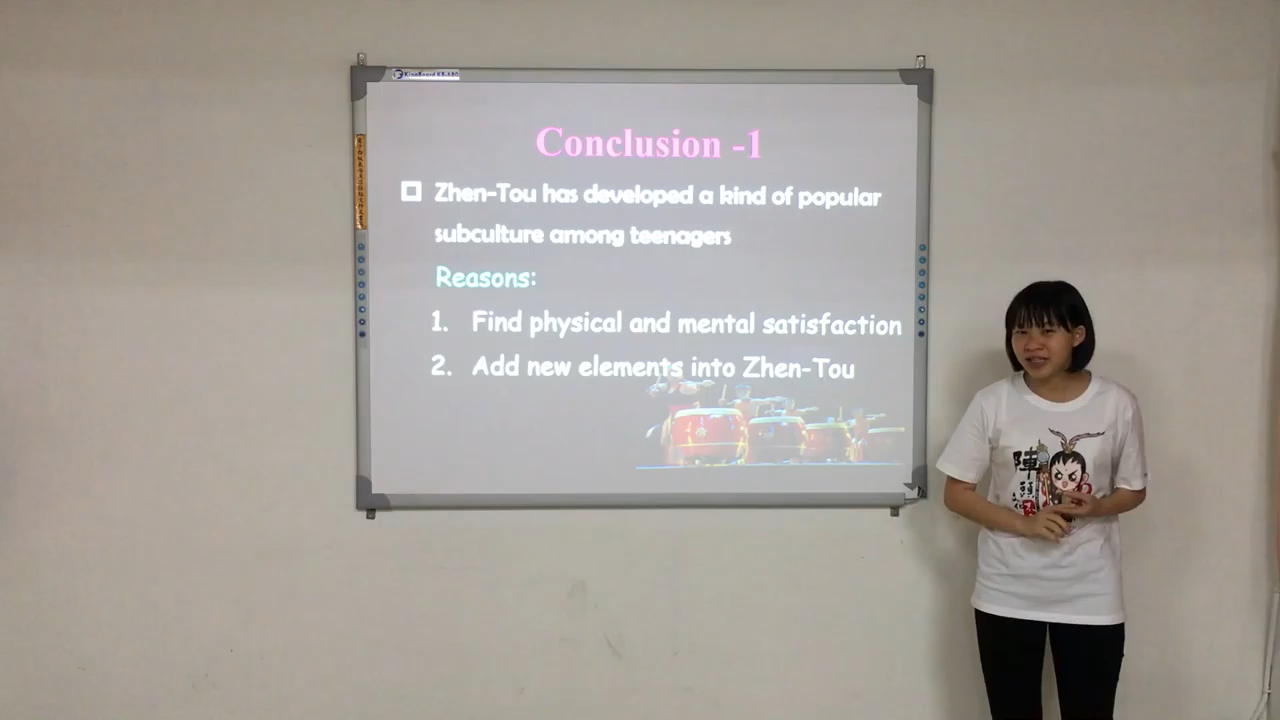 Conclusion -1
Zhen-Tou has developed a kind of popular
subculture among teenagers
Reasons:
1. Find physical and mental satisfaction
2. Add new elements into Zhen-Tou
陣
頭